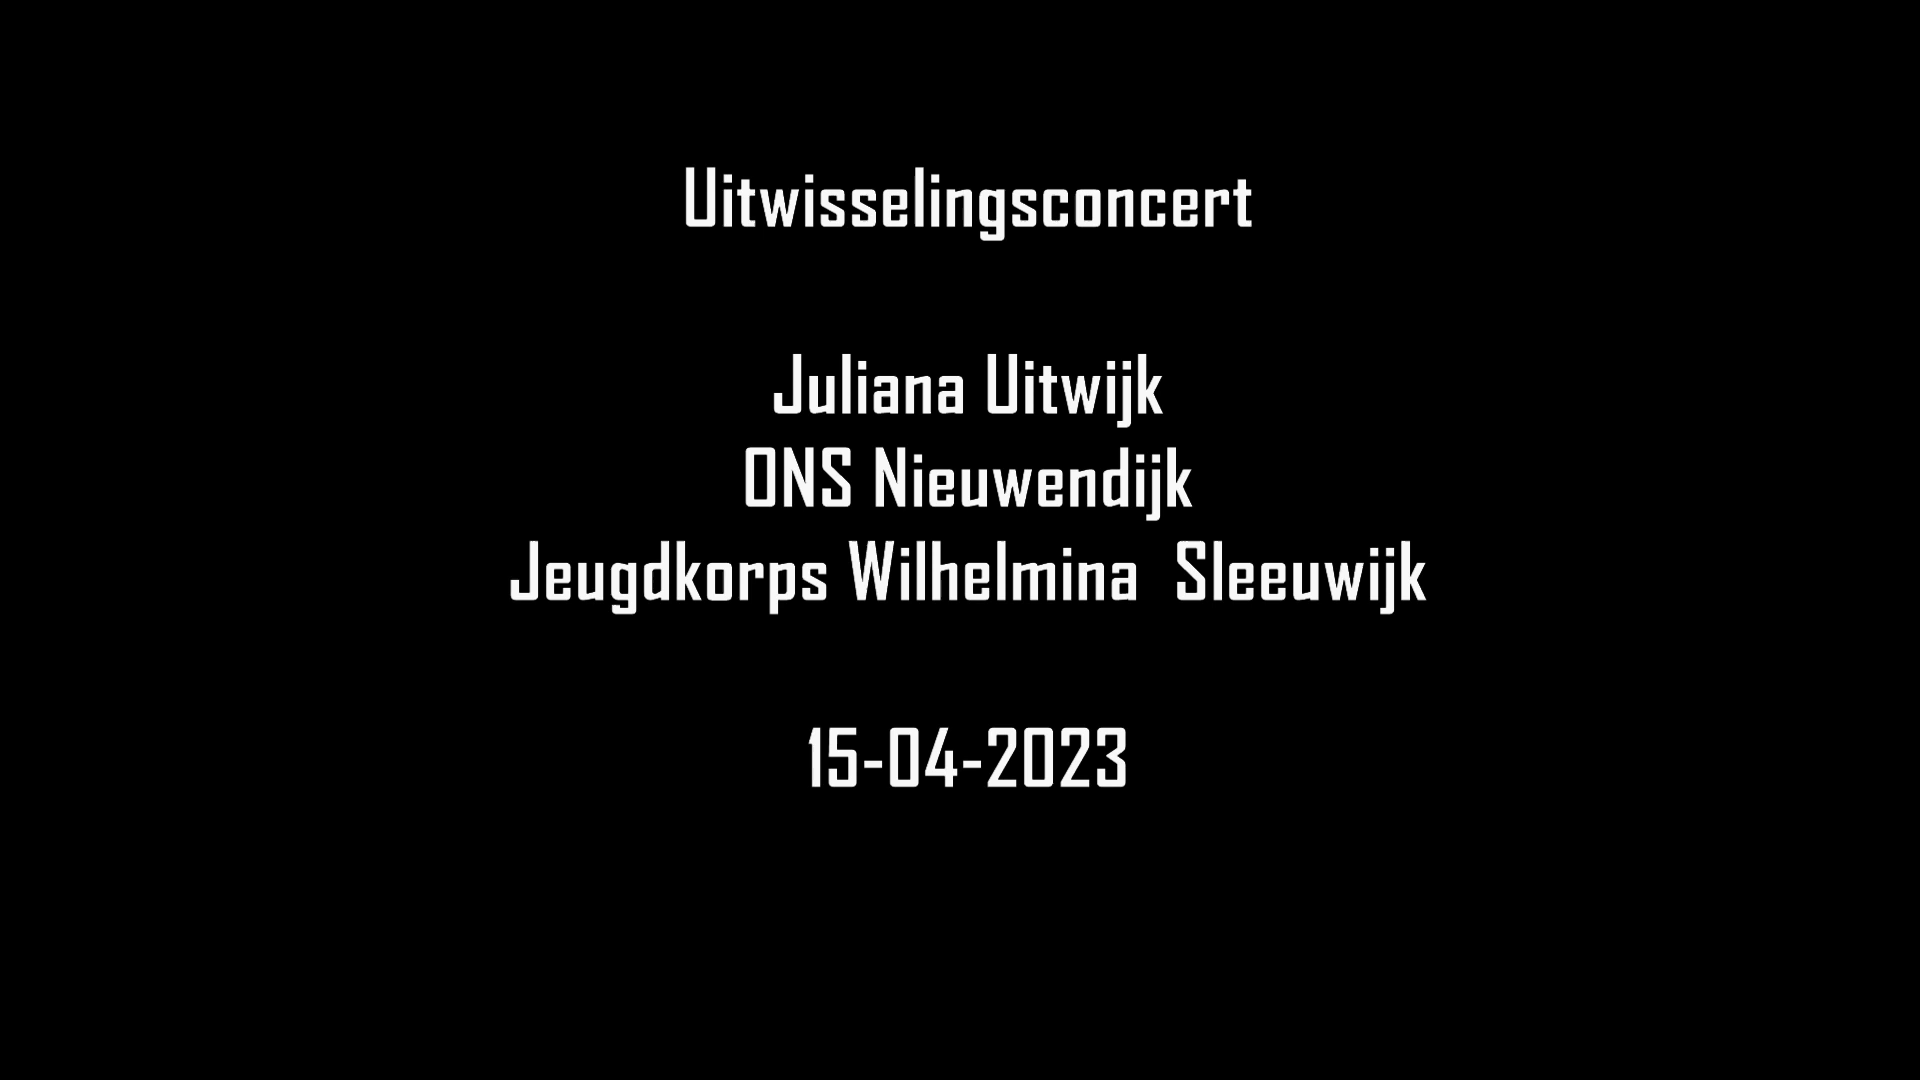 Uitwisselingsconcert
Juliana Uitwijk
ONS Nieuwendijk
Jeugdkorps Wilhelmina  Sleeuwijk
15-04-2023